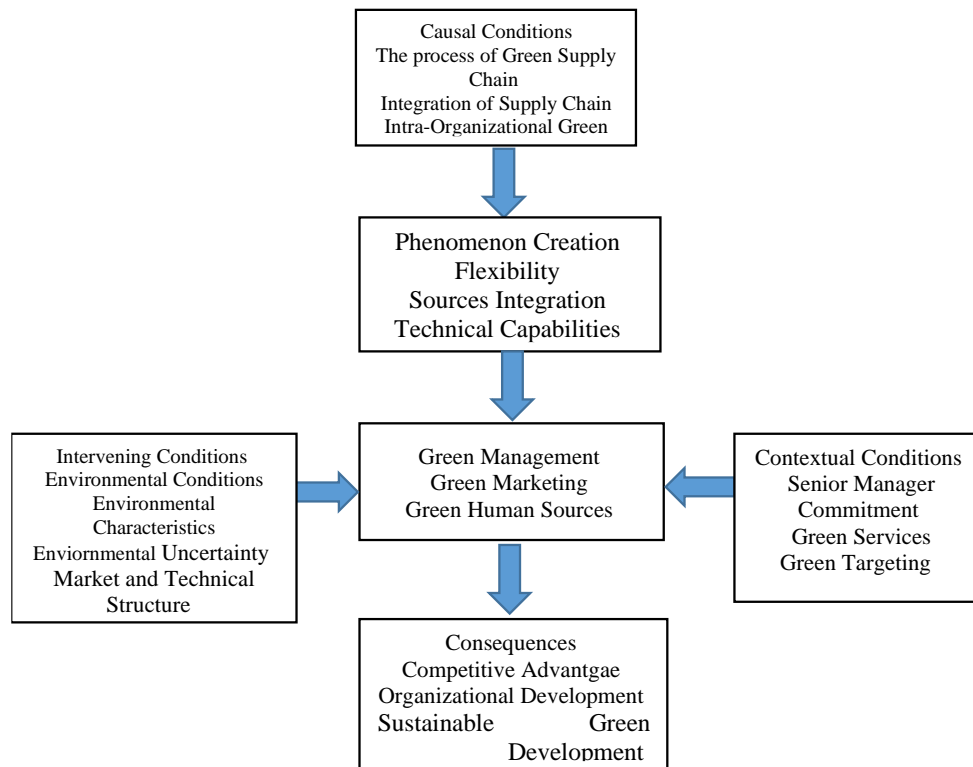 Causal Conditions
The process of Green Supply
Chain
Integration of Supply Chain
Intra-Organizational Green
Phenomenon Creation
Flexibility
Sources Integration
Technical Capabilities
Intervening Conditions
Environmental Conditions
Environmental
Characteristics
Enviornmental Uncertainty
Market and Technical
Structure
Green Management
Green Marketing
Green Human Sources
Contextual Conditions
Senior Manager
Commitment
Green Services
Green Targeting
Consequences
Competitive Advantgae
Organizational Development
Sustainable Green
Development